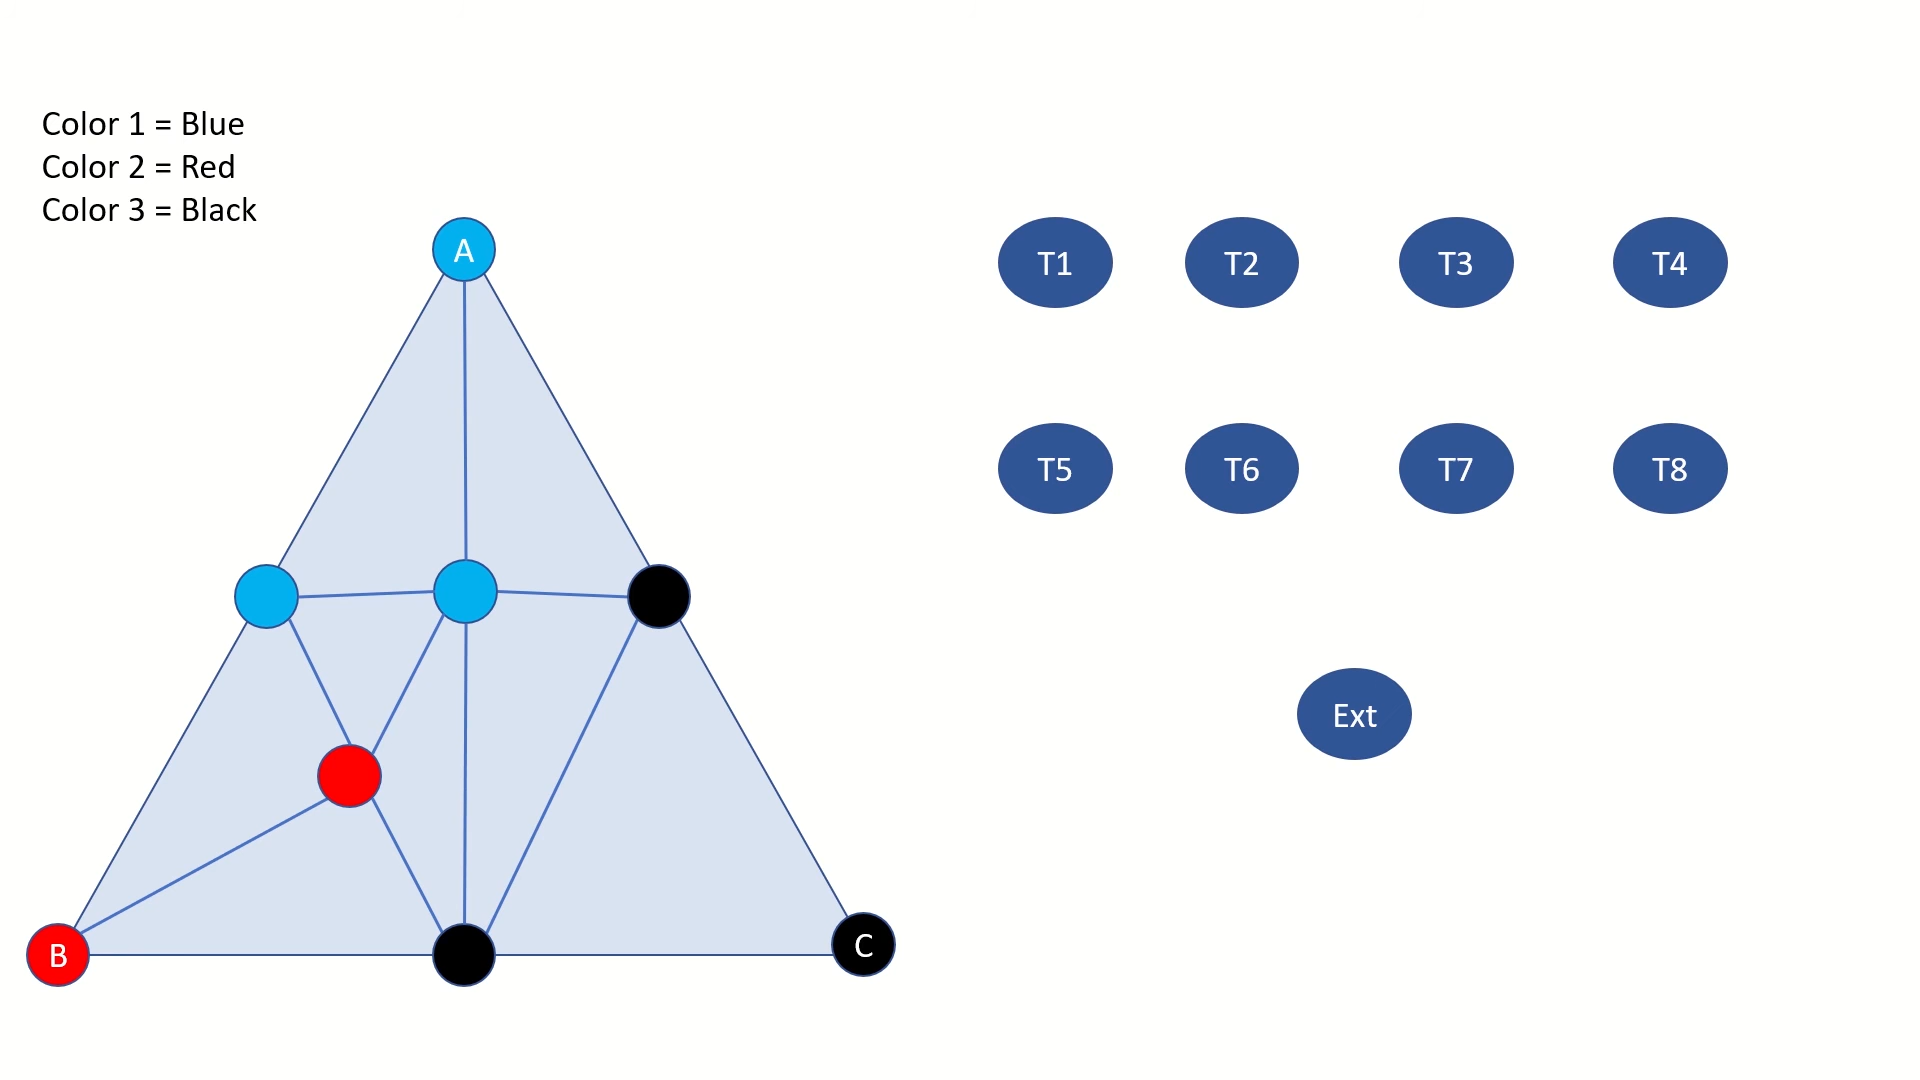 Color 1 = Blue
Color 2 = Red
Color 3 = Black
A
T1 T2 T3 T4
T5 T6 T7 T8
Ext
B
C